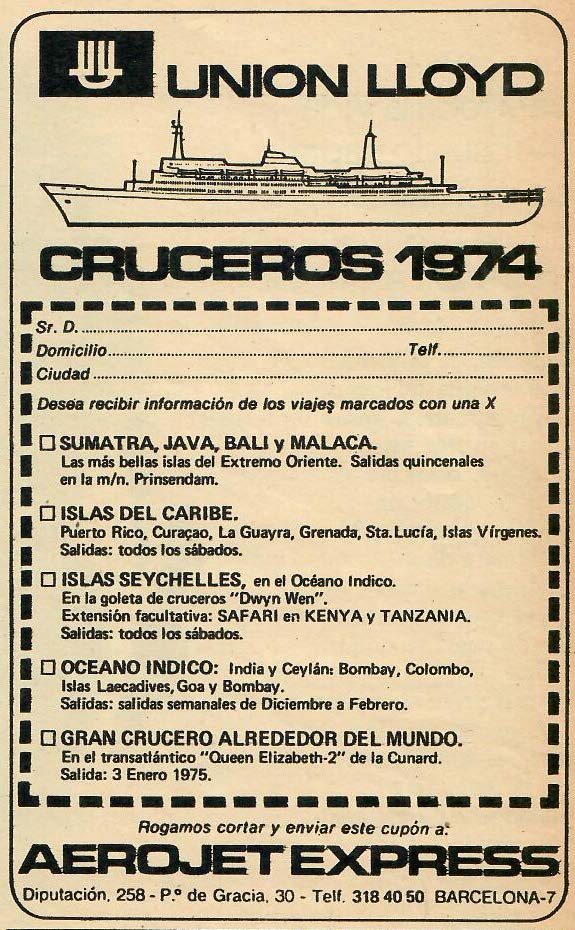 UNION LLOYD
CRUCEROS 1974
Sr. D.
Domicilio Telf.
Ciudad
Desea recibir información de los viajes marcados con una X
SUMATRA, JAVA, BALI y MALACA.
Las más bellas islas del Extremo Oriente. Salidas quincenales
en la m/n. Prinsendam.
ISLAS DEL CARIBE.
Puerto Rico, Curaçao, La Guayra, Grenada, Sta. Lucía, Islas Vírgenes.
Salidas: todos los sábados.
ISLAS SEYCHELLES, en el Océano Indico.
En la goleta de cruceros "Dwyn Wen".
Extensión facultativa: SAFARI en KENYA y TANZANIA.
Salidas: todos los sábados.
OCEANO INDICO: India y Ceylán: Bombay, Colombo,
Islas Laecadives, Goa y Bombay.
Salidas: salidas semanales de Diciembre a Febrero.
GRAN CRUCERO ALREDEDOR DEL MUNDO.
En el transatlántico "Queen Elizabeth-2" de la Cunard.
Salida: 3 Enero 1975.
Rogamos cortar y enviar este cupón a:
AEROJET EXPRESS
Diputación, 258 - P.º de Gracia, 30 - Telf. 318 40 50 BARCELONA-7